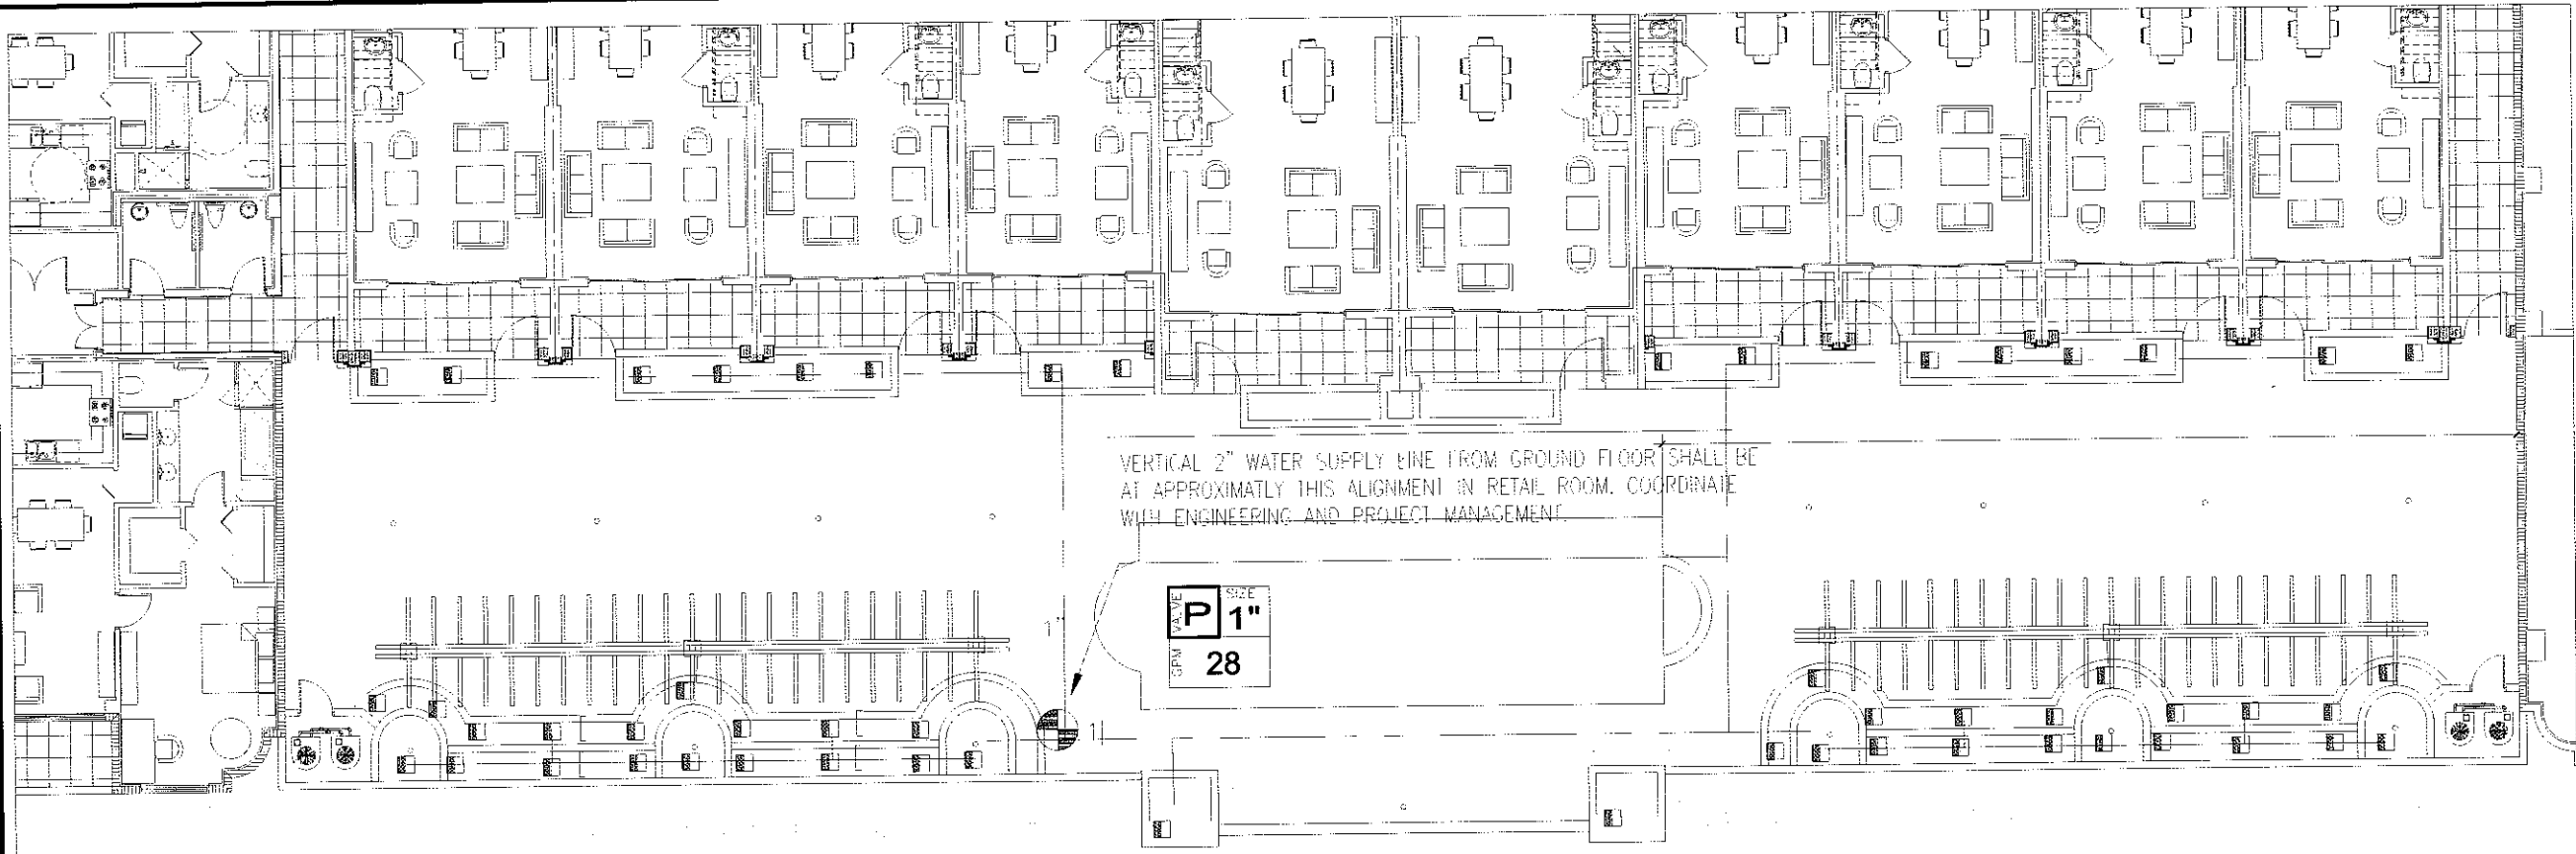 VERTICAL 2" WATER SUPPLY LINE FROM GROUND FLOOR SHALL BE
AT APPROXIMATLY THIS ALIGNMENT IN RETAIL ROOM. COORDINATE
WITH ENGINEERING AND PROJECT MANAGEMENT.
VALVE P SIZE 1"
GPM 28
1"
1